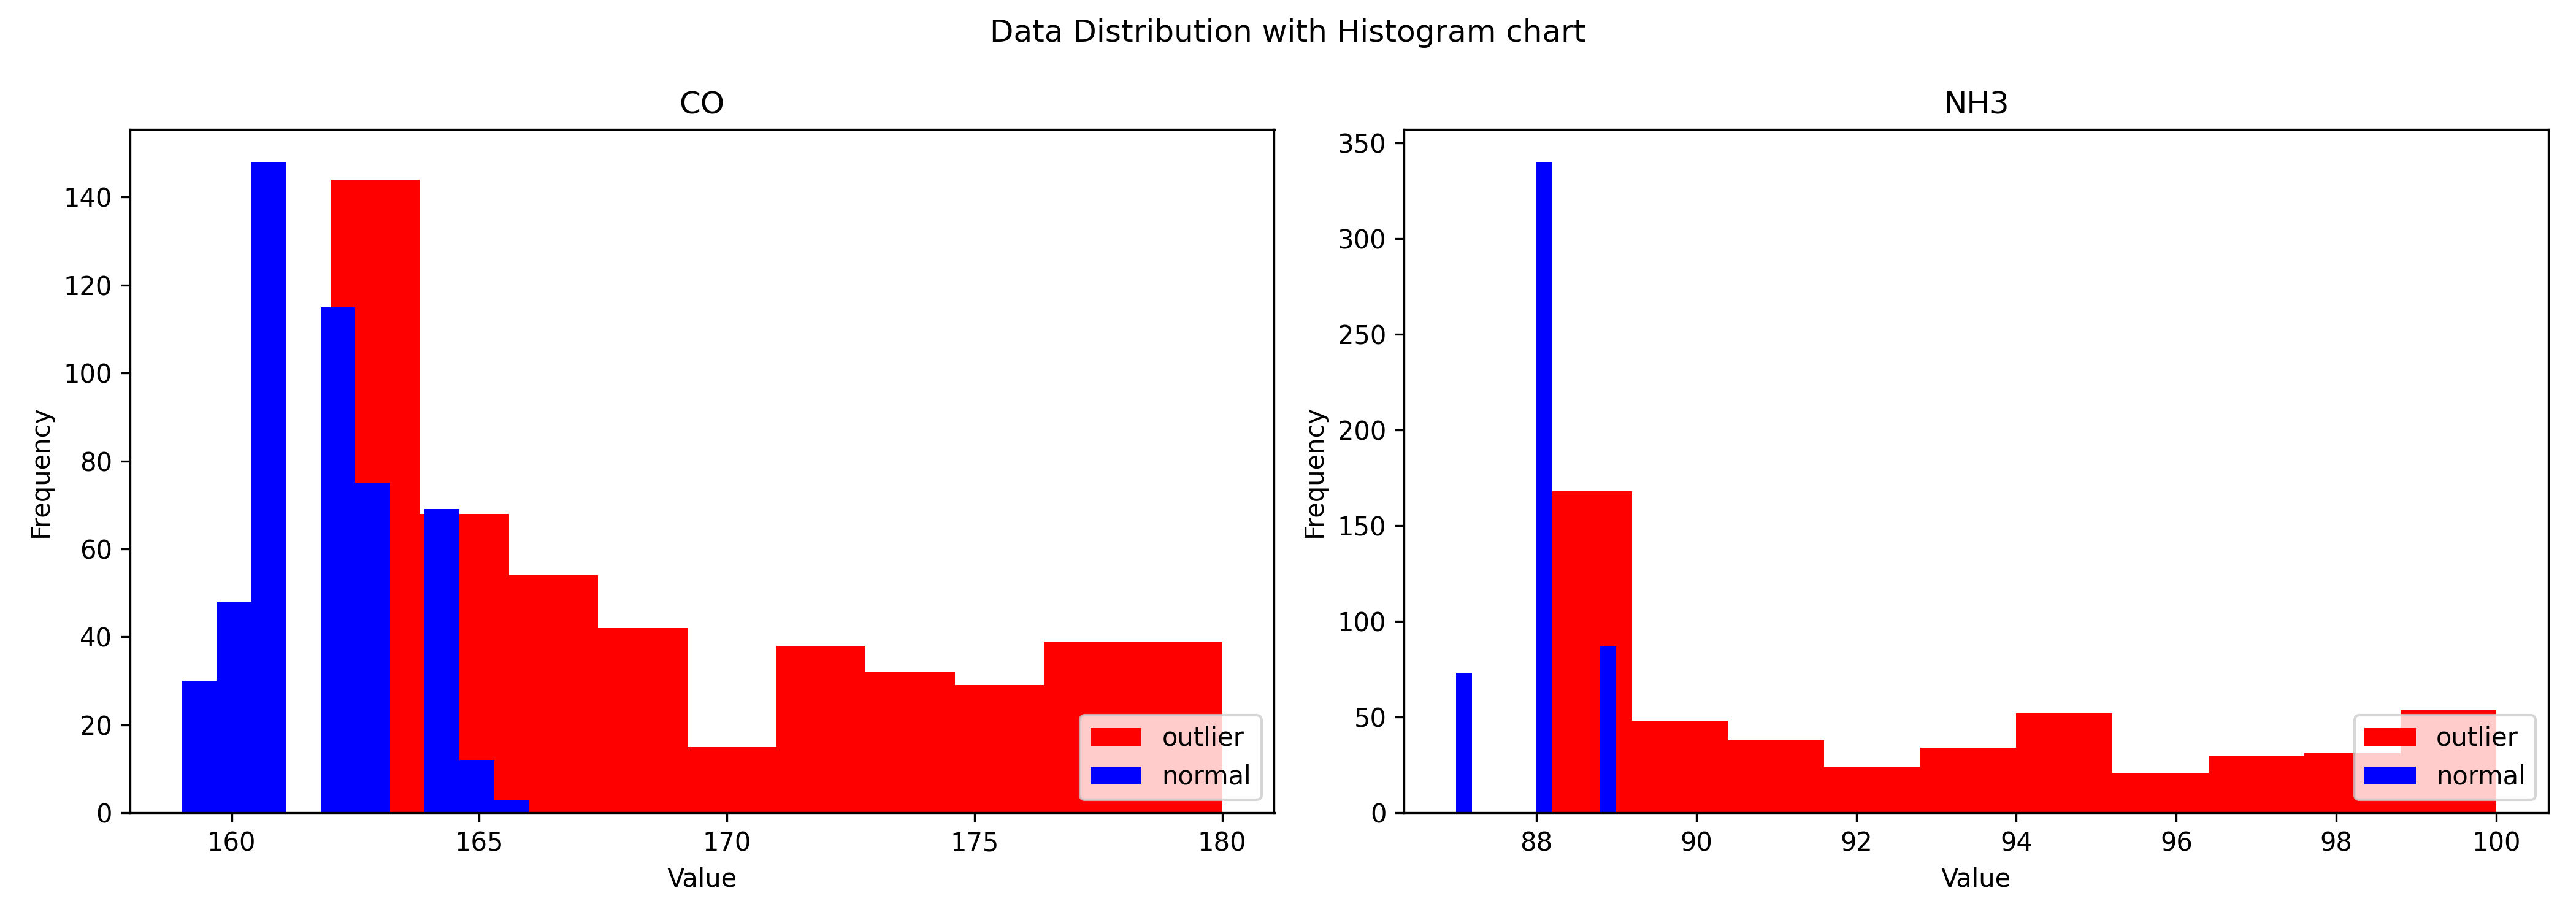 Data Distribution with Histogram chart
CO
140
120
100
80
60
40
20
0
Frequency
160 165 170 175 180
Value
outlier
normal
NH3
350
300
250
200
150
100
50
0
Frequency
88 90 92 94 96 98 100
Value
outlier
normal